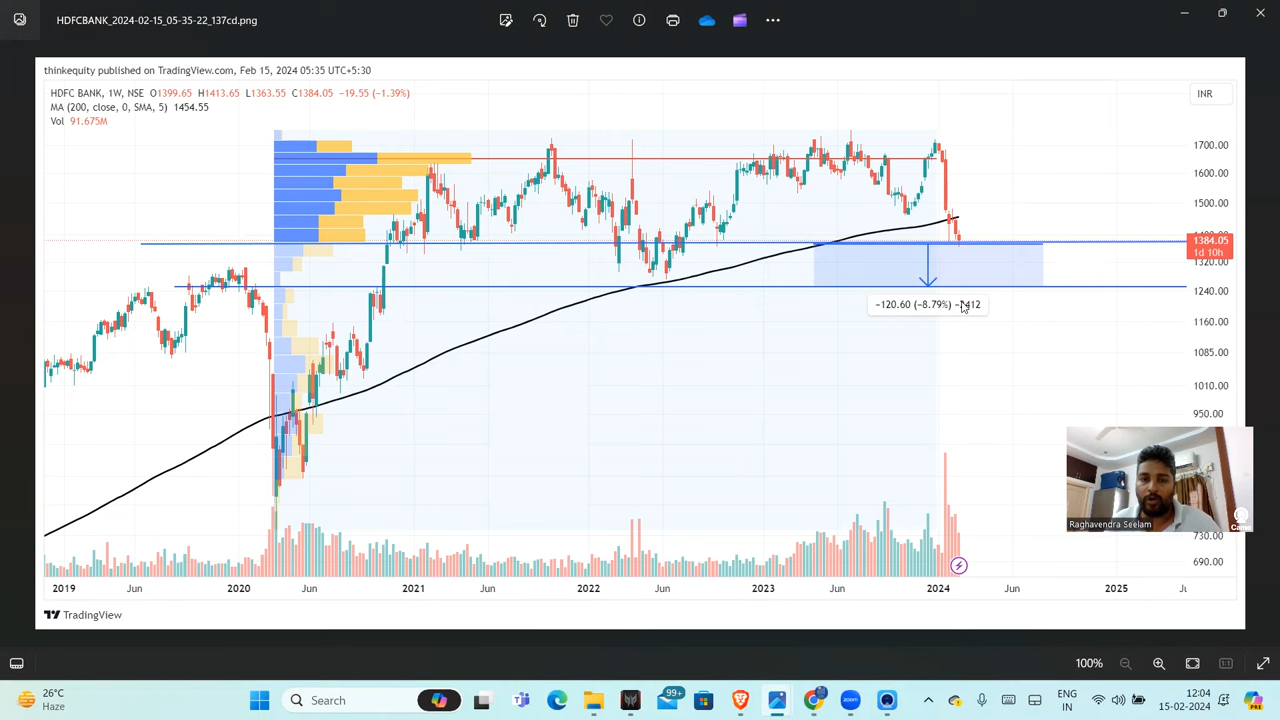 HDFCBANK_2024-02-15_05-35-22_137cd.png
thinkequity published on TradingView.com, Feb 15, 2024 05:35 UTC+5:30
HDFC BANK, 1W, NSE O1399.65 H1413.65 L1363.55 C1384.05 −19.55 (−1.39%)
INR
MA (200, close, 0, SMA, 5) 1454.55
Vol 91.675M
1700.00
1600.00
1500.00
1384.05
1d 10h
1320.00
1240.00
−120.60 (−8.79%)
1160.00
1085.00
1010.00
950.00
Raghavendra Seelam
730.00
690.00
2019 Jun 2020 Jun 2021 Jun 2022 Jun 2023 Jun 2024 Jun 2025
TradingView
100%
1:1
26°C
Haze
Search
99+
ENG
IN
12:04
15-02-2024
PRE